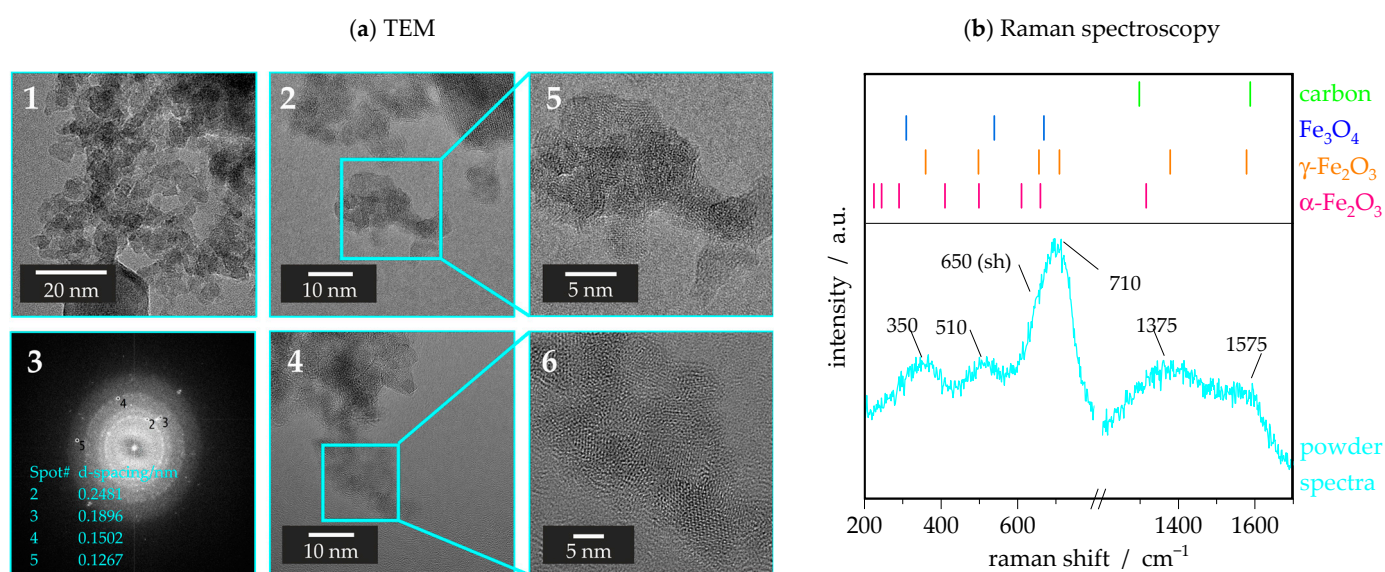 (a) TEM
(b) Raman spectroscopy
1
20 nm
2
10 nm
5
5 nm
3
4
2 3
5
Spot# d-spacing/nm
2 0.2481
3 0.1896
4 0.1502
5 0.1267
4
10 nm
6
5 nm
carbon
Fe₃O₄
γ-Fe₂O₃
α-Fe₂O₃
intensity / a.u.
650 (sh)
710
350
510
1375
1575
powder
spectra
200 400 600 1400 1600
raman shift / cm⁻¹